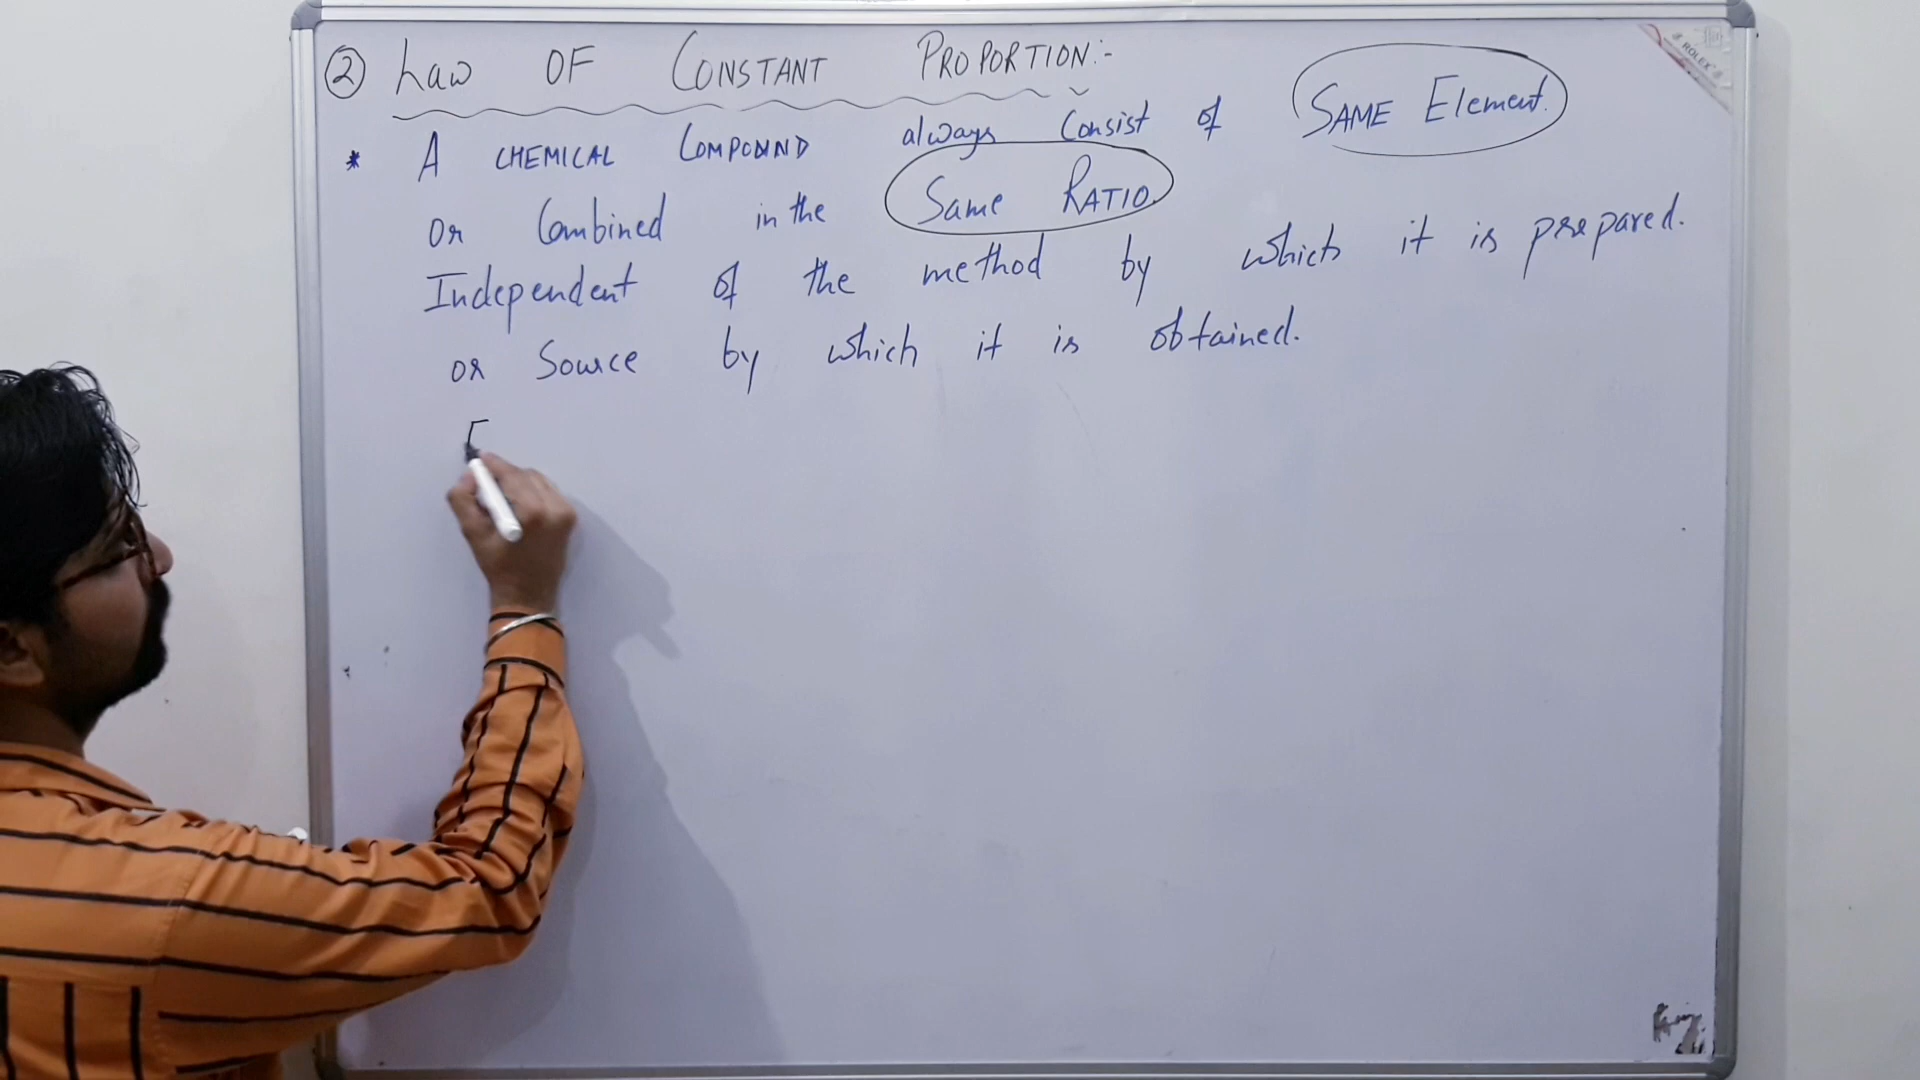 ② LAW OF CONSTANT PROPORTION:-
* A CHEMICAL COMPOUND always Consist of SAME Element.
or Combined in the Same RATIO.
Independent of the method by which it is prepared.
or Source by which it is obtained.
ROLEX